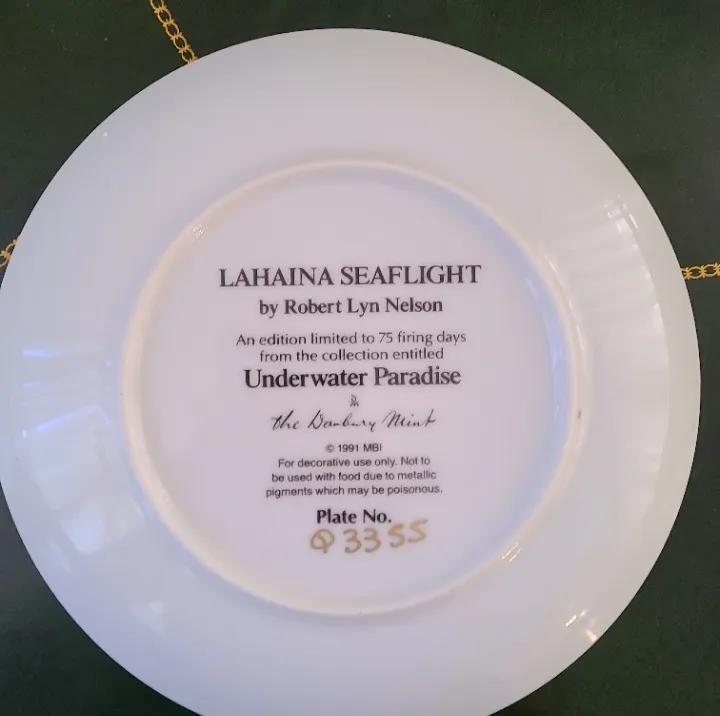 LAHAINA SEAFLIGHT
by Robert Lyn Nelson
An edition limited to 75 firing days
from the collection entitled
Underwater Paradise
The Danbury Mint
© 1991 MBI
For decorative use only. Not to
be used with food due to metallic
pigments which may be poisonous.
Plate No.
Q3355